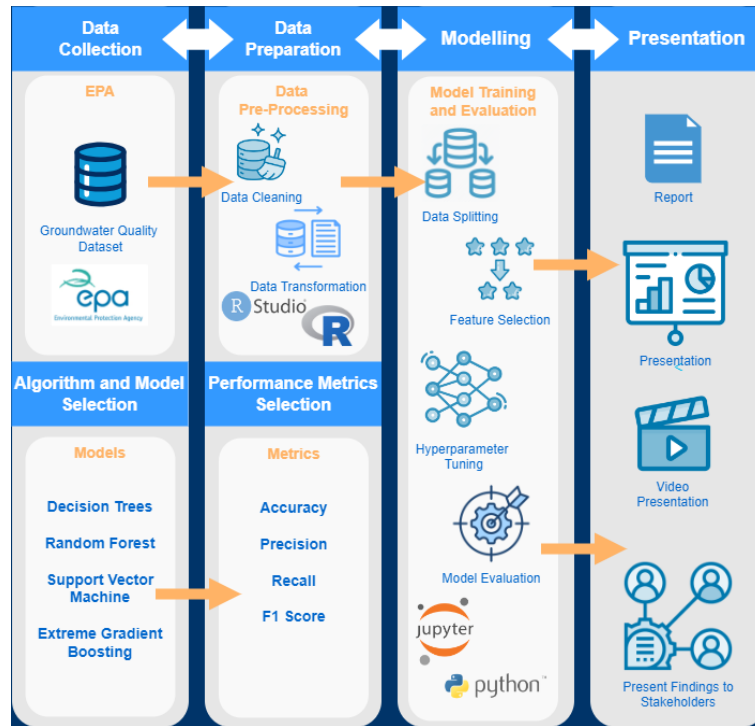 Data
Collection
Data
Preparation
Modelling
Presentation
EPA
Groundwater Quality
Dataset
epa
Environmental Protection Agency
Data
Pre-Processing
Data Cleaning
Data Transformation
R Studio
R
Model Training
and Evaluation
Data Splitting
Feature Selection
Hyperparameter
Tuning
Model Evaluation
jupyter
python™
Report
Presentation
Video
Presentation
Present Findings to
Stakeholders
Algorithm and Model
Selection
Models
Decision Trees
Random Forest
Support Vector
Machine
Extreme Gradient
Boosting
Performance Metrics
Selection
Metrics
Accuracy
Precision
Recall
F1 Score